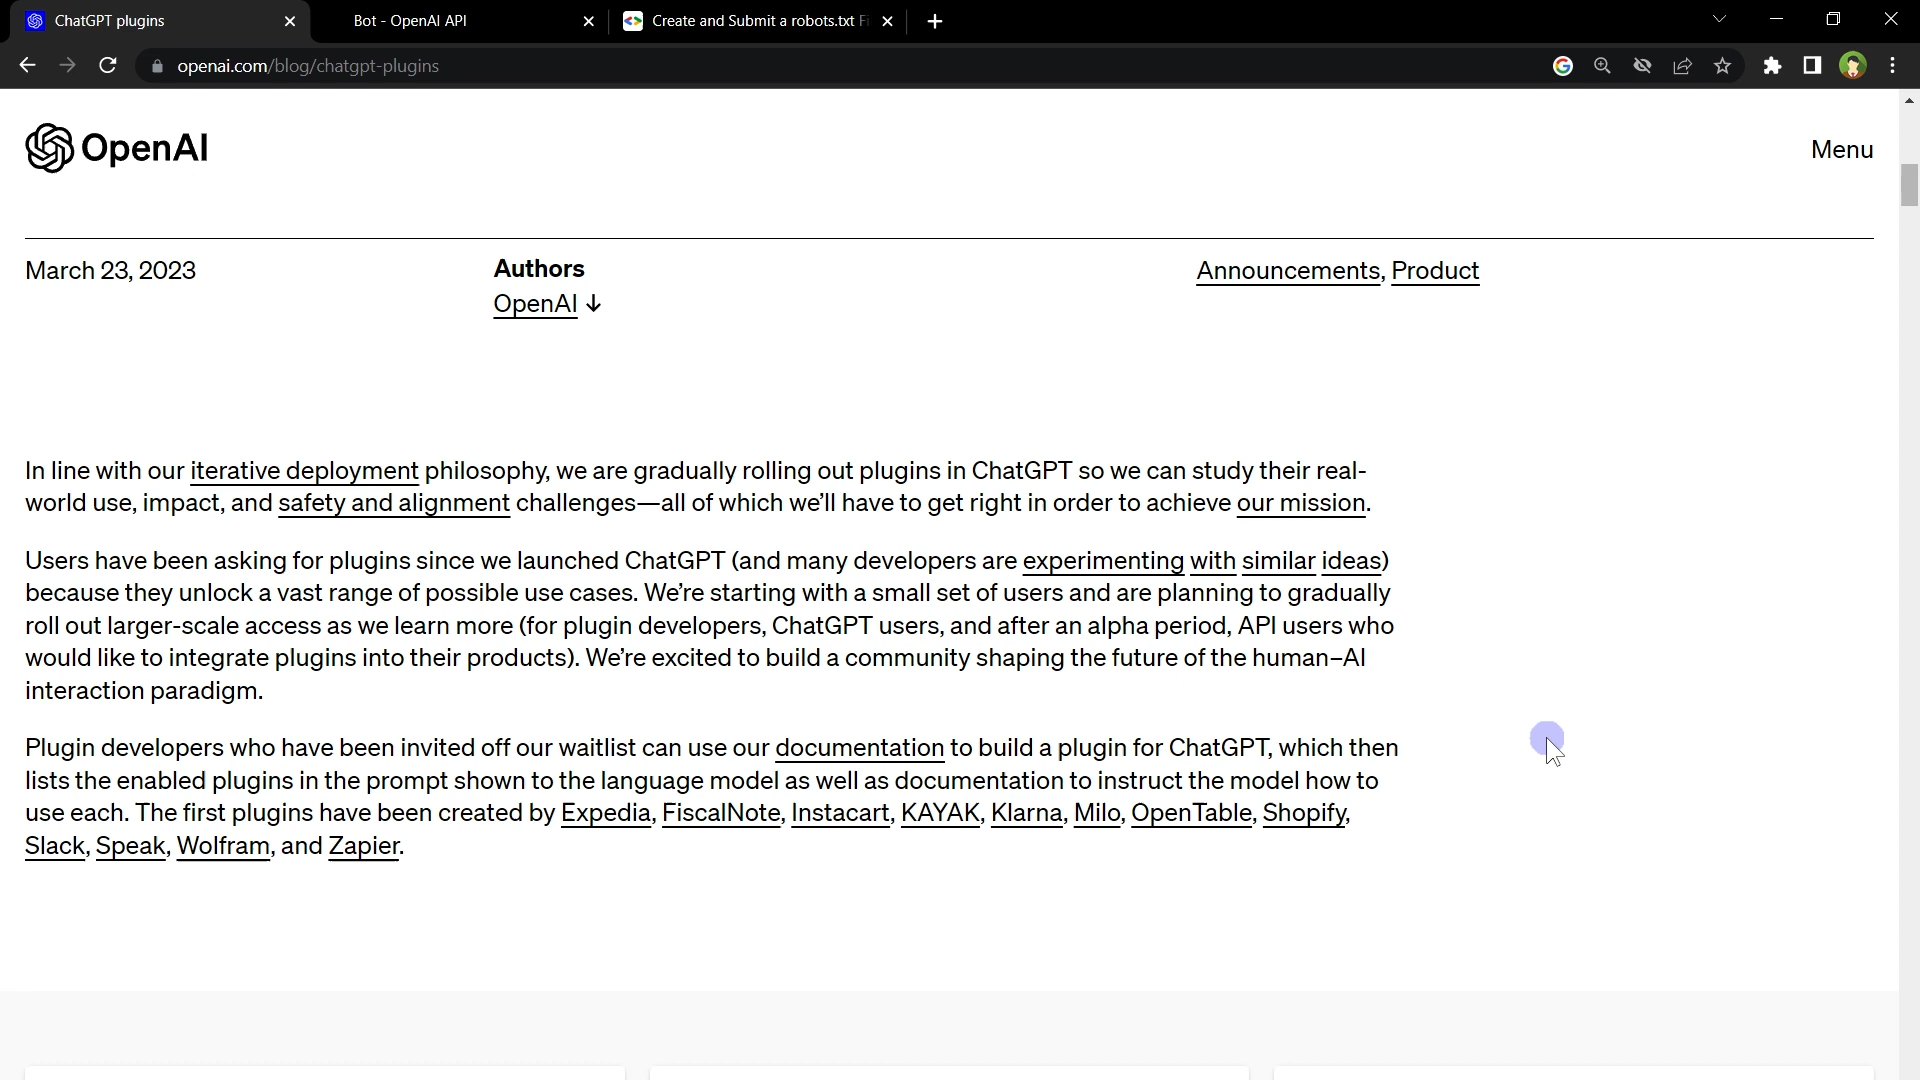 ChatGPT plugins
Bot - OpenAI API
Create and Submit a robots.txt Fi
openai.com/blog/chatgpt-plugins
OpenAI
Menu
March 23, 2023
Authors
OpenAI ↓
Announcements, Product
In line with our iterative deployment philosophy, we are gradually rolling out plugins in ChatGPT so we can study their real-
world use, impact, and safety and alignment challenges—all of which we’ll have to get right in order to achieve our mission.
Users have been asking for plugins since we launched ChatGPT (and many developers are experimenting with similar ideas)
because they unlock a vast range of possible use cases. We’re starting with a small set of users and are planning to gradually
roll out larger-scale access as we learn more (for plugin developers, ChatGPT users, and after an alpha period, API users who
would like to integrate plugins into their products). We’re excited to build a community shaping the future of the human–AI
interaction paradigm.
Plugin developers who have been invited off our waitlist can use our documentation to build a plugin for ChatGPT, which then
lists the enabled plugins in the prompt shown to the language model as well as documentation to instruct the model how to
use each. The first plugins have been created by Expedia, FiscalNote, Instacart, KAYAK, Klarna, Milo, OpenTable, Shopify,
Slack, Speak, Wolfram, and Zapier.